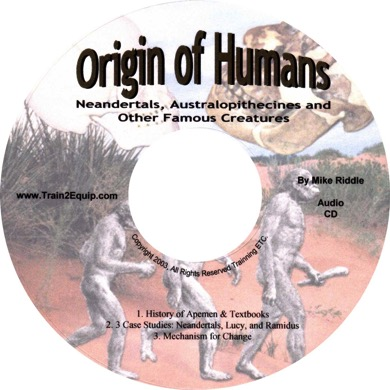 Origin of Humans
Neandertals, Australopithecines and
Other Famous Creatures
www.Train2Equip.com
By Mike Riddle
Audio
CD
Copyright 2003, All Rights Reserved Trainning ETC.
1. History of Apemen & Textbooks
2. 3 Case Studies: Neandertals, Lucy, and Ramidus
3. Mechanism for Change